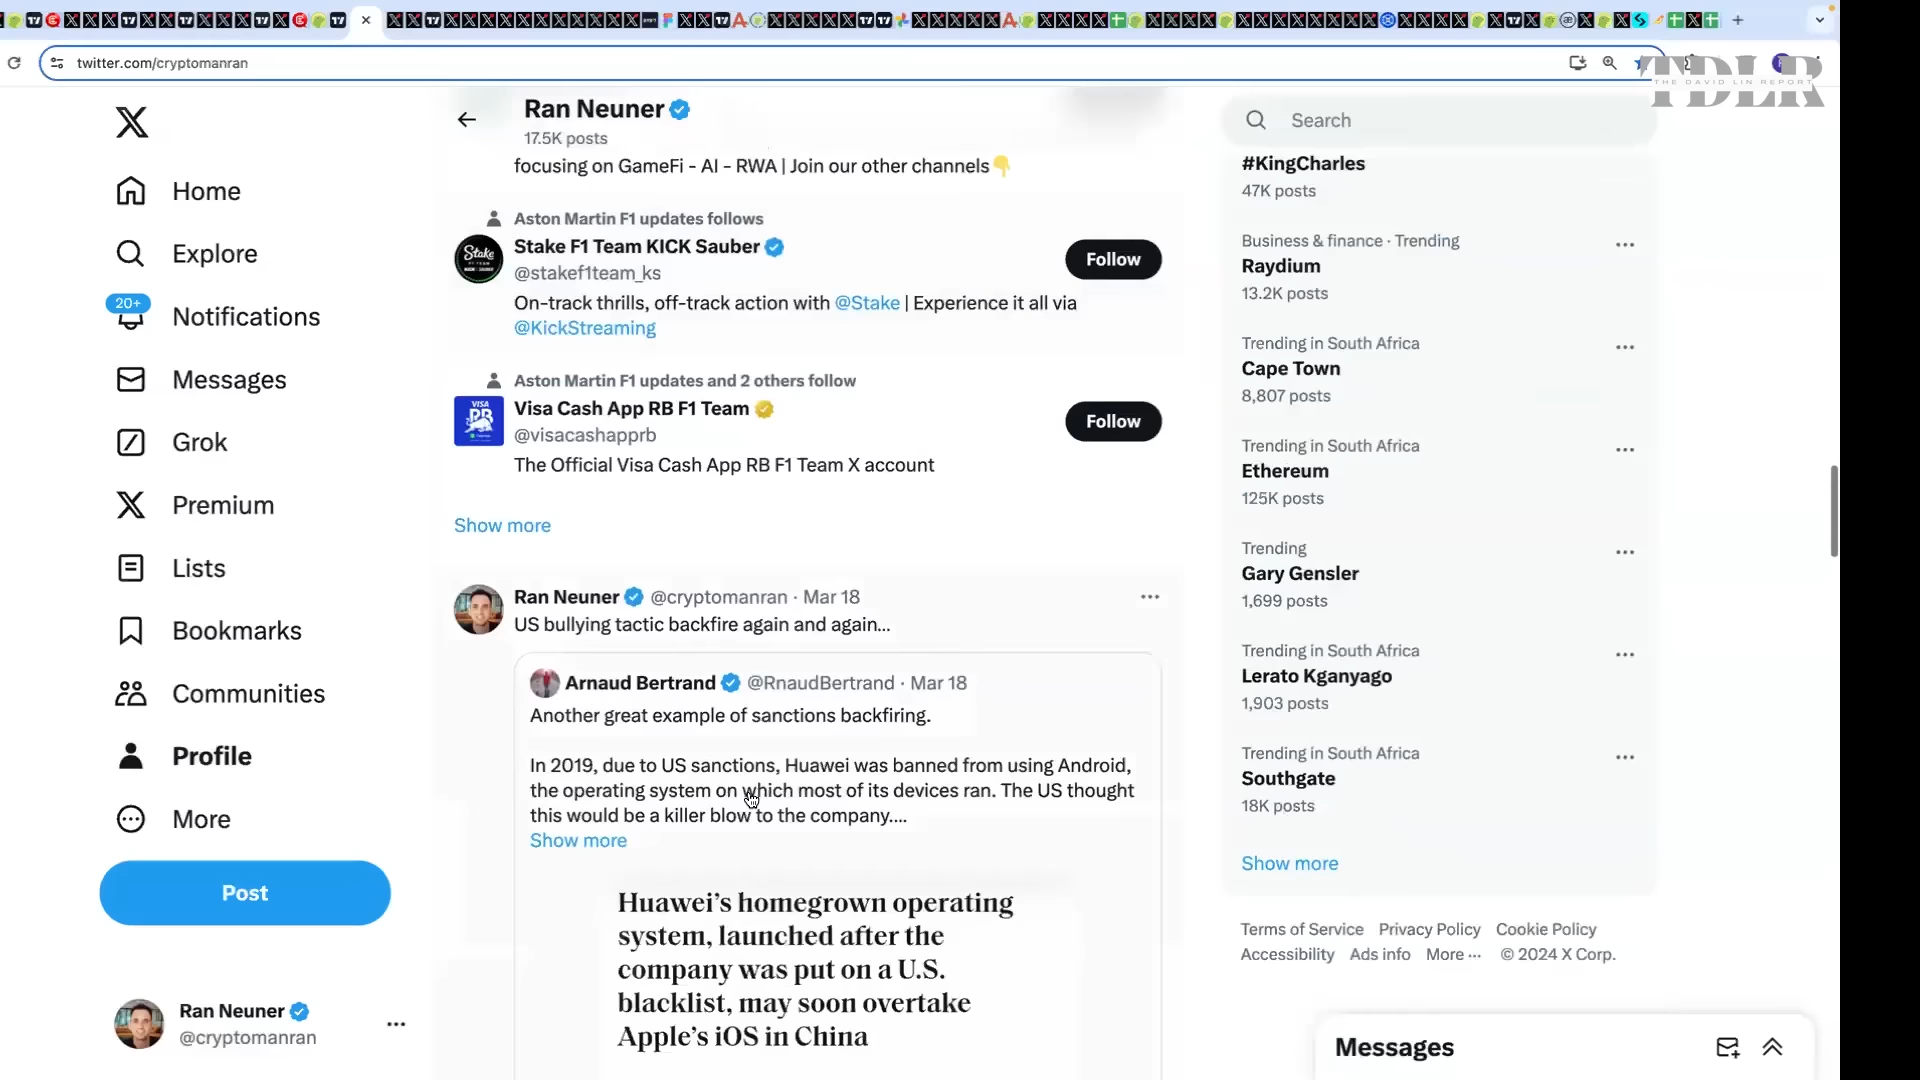 twitter.com/cryptomanran
TDLR
THE DAVID LIN REPORT
Home
Explore
20+
Notifications
Messages
Grok
Premium
Lists
Bookmarks
Communities
Profile
More
Post
Ran Neuner
@cryptomanran
Ran Neuner
17.5K posts
focusing on GameFi - AI - RWA | Join our other channels👇
Aston Martin F1 updates follows
Stake F1 Team KICK Sauber
@stakef1team_ks
Follow
On-track thrills, off-track action with @Stake | Experience it all via
@KickStreaming
Aston Martin F1 updates and 2 others follow
Visa Cash App RB F1 Team
@visacashapprb
Follow
The Official Visa Cash App RB F1 Team X account
Show more
Ran Neuner @cryptomanran · Mar 18
US bullying tactic backfire again and again...
Arnaud Bertrand @RnaudBertrand · Mar 18
Another great example of sanctions backfiring.
In 2019, due to US sanctions, Huawei was banned from using Android,
the operating system on which most of its devices ran. The US thought
this would be a killer blow to the company....
Show more
Huawei’s homegrown operating
system, launched after the
company was put on a U.S.
blacklist, may soon overtake
Apple’s iOS in China
Search
#KingCharles
47K posts
Business & finance · Trending
Raydium
13.2K posts
Trending in South Africa
Cape Town
8,807 posts
Trending in South Africa
Ethereum
125K posts
Trending
Gary Gensler
1,699 posts
Trending in South Africa
Lerato Kganyago
1,903 posts
Trending in South Africa
Southgate
18K posts
Show more
Terms of Service Privacy Policy Cookie Policy
Accessibility Ads info More ··· © 2024 X Corp.
Messages